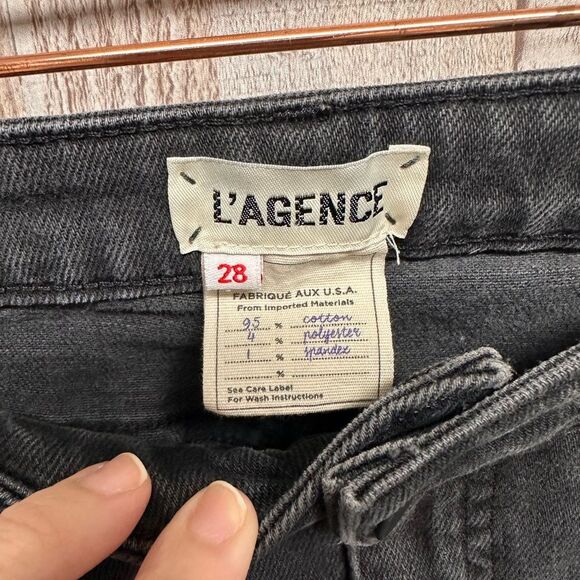 L'AGENCE
28
FABRIQUÉ AUX U.S.A.
From Imported Materials
95 % cotton
4 % polyester
1 % spandex
%
See Care Label
For Wash Instructions